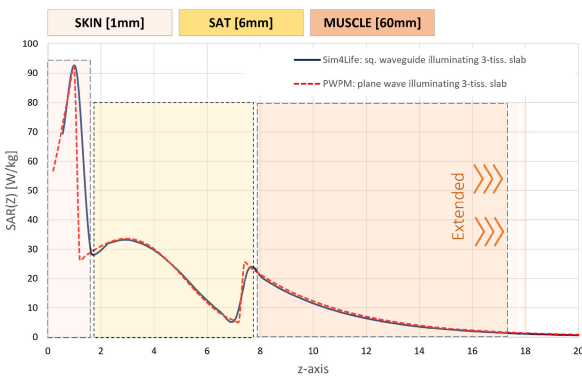 SKIN [1mm] SAT [6mm] MUSCLE [60mm]
100
90
80
70
60
50
40
30
20
10
0
SAR(Z) [W/kg]
Sim4Life: sq. waveguide illuminating 3-tiss. slab
PWPM: plane wave illuminating 3-tiss. slab
Extended
0 2 4 6 8 10 12 14 16 18 20
z-axis